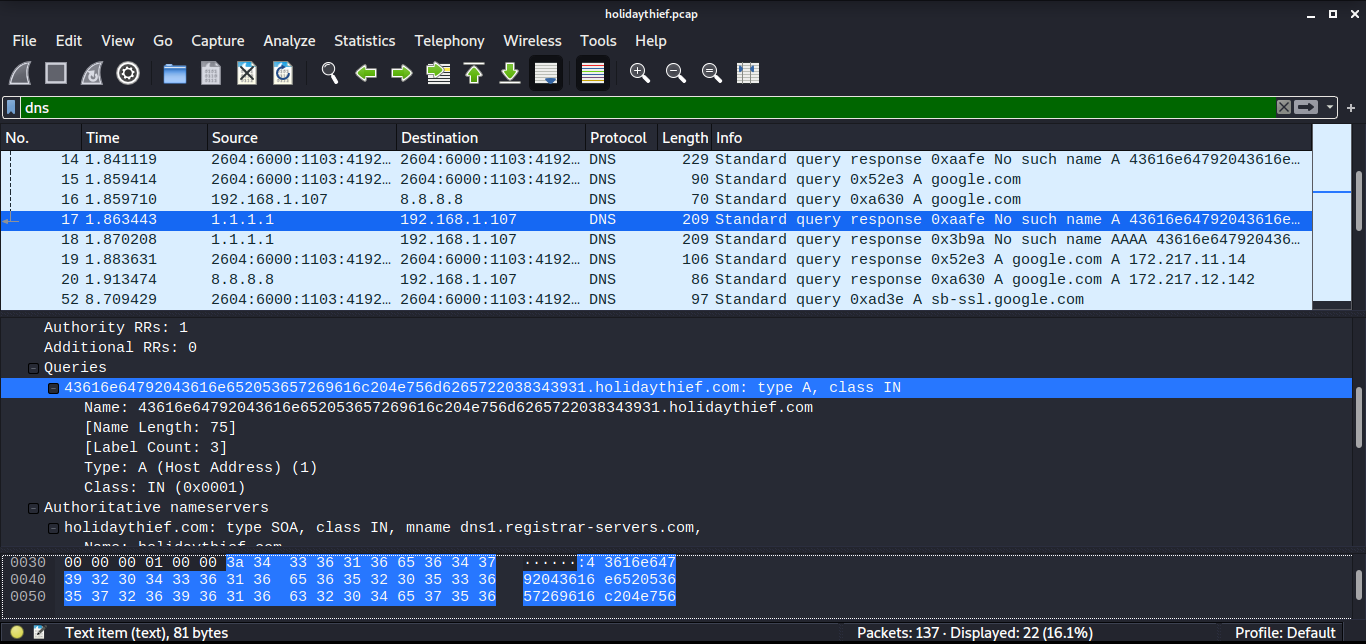 holidaythief.pcap
File Edit View Go Capture Analyze Statistics Telephony Wireless Tools Help
dns
No. Time Source Destination Protocol Length Info
14 1.841119 2604:6000:1103:4192… 2604:6000:1103:4192… DNS 229 Standard query response 0xaafe No such name A 43616e64792043616e…
15 1.859414 2604:6000:1103:4192… 2604:6000:1103:4192… DNS 90 Standard query 0x52e3 A google.com
16 1.859710 192.168.1.107 8.8.8.8 DNS 70 Standard query 0xa630 A google.com
17 1.863443 1.1.1.1 192.168.1.107 DNS 209 Standard query response 0xaafe No such name A 43616e64792043616e…
18 1.870208 1.1.1.1 192.168.1.107 DNS 209 Standard query response 0x3b9a No such name AAAA 43616e647920436…
19 1.883631 2604:6000:1103:4192… 2604:6000:1103:4192… DNS 106 Standard query response 0x52e3 A google.com A 172.217.11.14
20 1.913474 8.8.8.8 192.168.1.107 DNS 86 Standard query response 0xa630 A google.com A 172.217.12.142
52 8.709429 2604:6000:1103:4192… 2604:6000:1103:4192… DNS 97 Standard query 0xad3e A sb-ssl.google.com
Authority RRs: 1
Additional RRs: 0
Queries
43616e64792043616e652053657269616c204e756d6265722038343931.holidaythief.com: type A, class IN
Name: 43616e64792043616e652053657269616c204e756d6265722038343931.holidaythief.com
[Name Length: 75]
[Label Count: 3]
Type: A (Host Address) (1)
Class: IN (0x0001)
Authoritative nameservers
holidaythief.com: type SOA, class IN, mname dns1.registrar-servers.com,
Name: holidaythief.com
0030 00 00 00 01 00 00 3a 34 33 36 31 36 65 36 34 37 ······:4 3616e647
0040 39 32 30 34 33 36 31 36 65 36 35 32 30 35 33 36 92043616 e6520536
0050 35 37 32 36 39 36 31 36 63 32 30 34 65 37 35 36 57269616 c204e756
Text item (text), 81 bytes Packets: 137 · Displayed: 22 (16.1%) Profile: Default